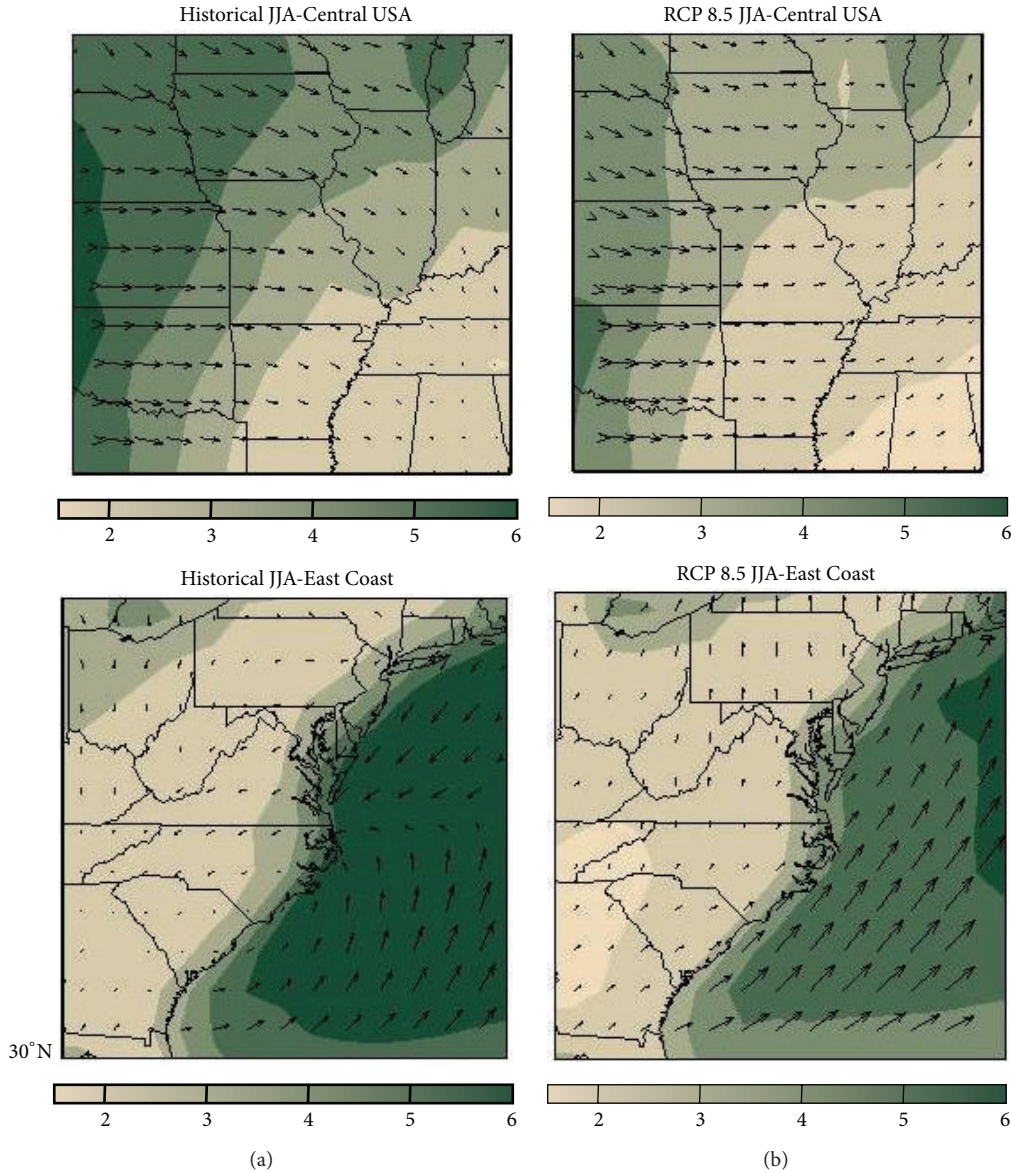 Historical JJA-Central USA
RCP 8.5 JJA-Central USA
2 3 4 5 6
2 3 4 5 6
Historical JJA-East Coast
RCP 8.5 JJA-East Coast
30°N
2 3 4 5 6
2 3 4 5 6
(a)
(b)